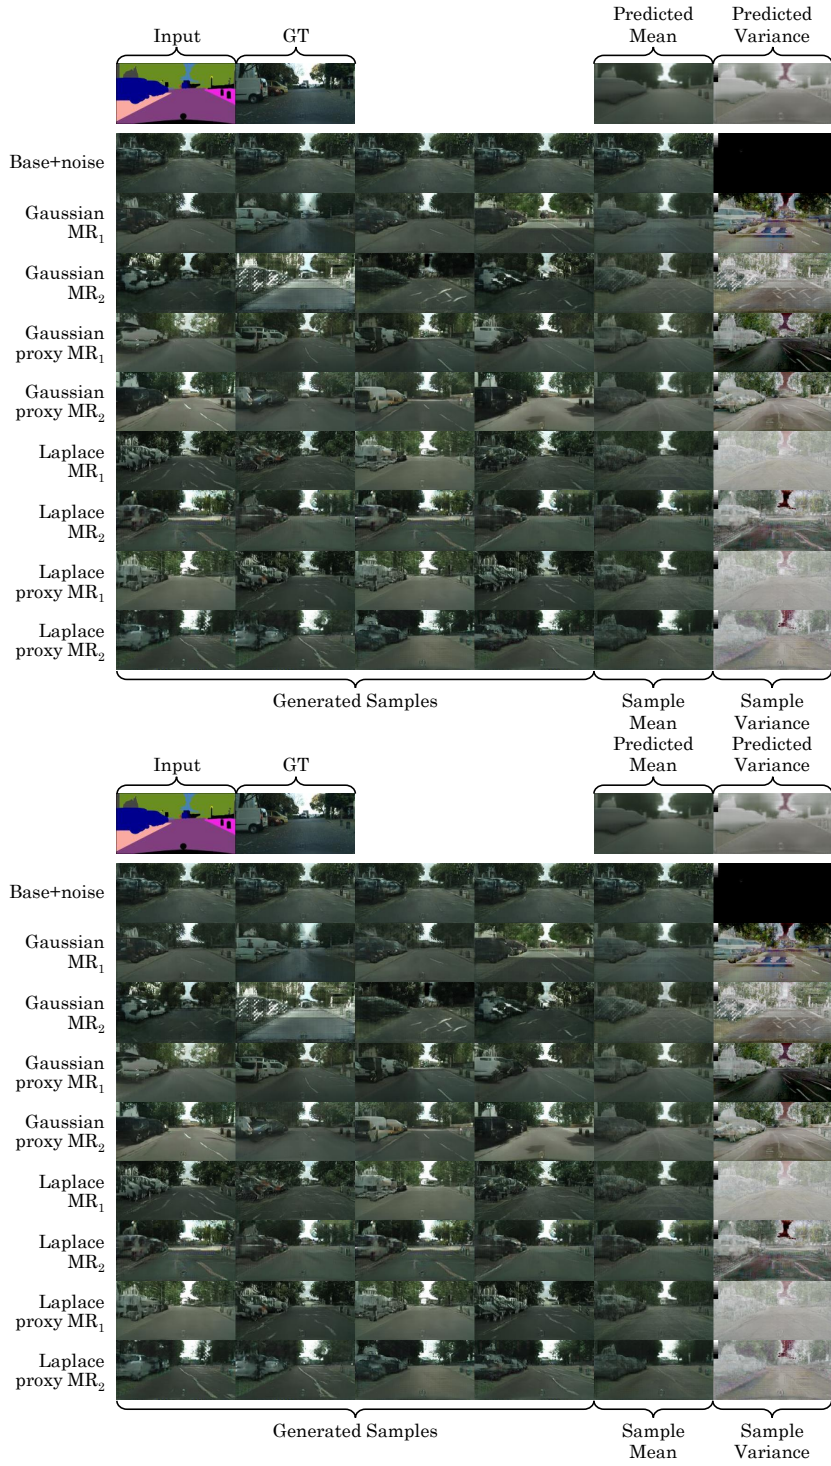 Input
GT
Predicted
Mean
Predicted
Variance
Base+noise
Gaussian
MR₁
Gaussian
MR₂
Gaussian
proxy MR₁
Gaussian
proxy MR₂
Laplace
MR₁
Laplace
MR₂
Laplace
proxy MR₁
Laplace
proxy MR₂
Generated Samples
Sample
Mean
Sample
Variance
Input
GT
Predicted
Mean
Predicted
Variance
Base+noise
Gaussian
MR₁
Gaussian
MR₂
Gaussian
proxy MR₁
Gaussian
proxy MR₂
Laplace
MR₁
Laplace
MR₂
Laplace
proxy MR₁
Laplace
proxy MR₂
Generated Samples
Sample
Mean
Sample
Variance